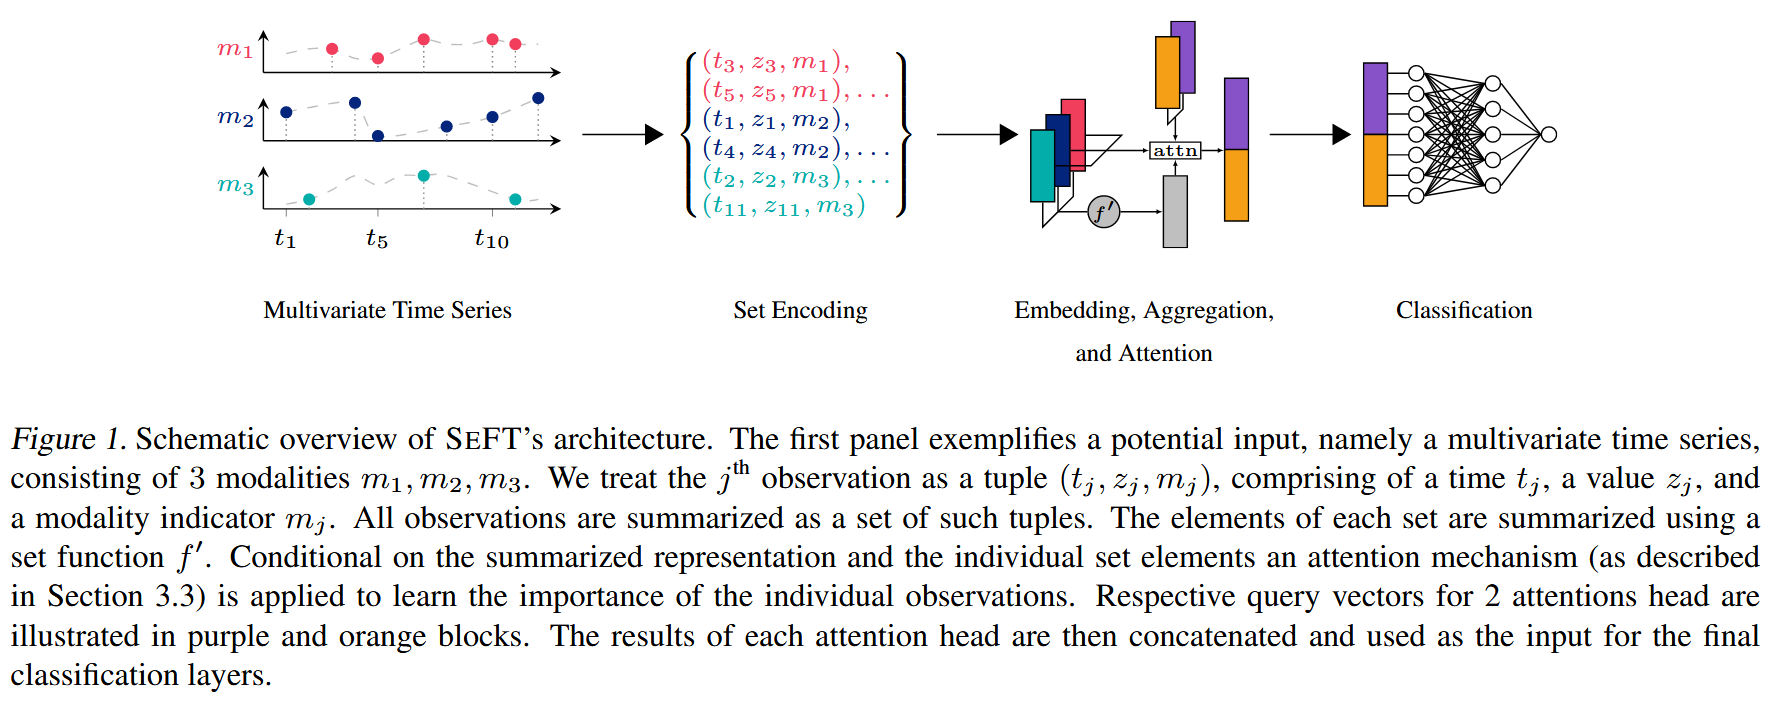 m₁
m₂
m₃
t₁ t₅ t₁₀
(t₃, z₃, m₁),
(t₅, z₅, m₁), . . .
(t₁, z₁, m₂),
(t₄, z₄, m₂), . . .
(t₂, z₂, m₃), . . .
(t₁₁, z₁₁, m₃)
attn
f′
Multivariate Time Series
Set Encoding
Embedding, Aggregation,
and Attention
Classification
Figure 1. Schematic overview of SEFT's architecture. The first panel exemplifies a potential input, namely a multivariate time series,
consisting of 3 modalities m₁, m₂, m₃. We treat the jᵗʰ observation as a tuple (tⱼ, zⱼ, mⱼ), comprising of a time tⱼ, a value zⱼ, and
a modality indicator mⱼ. All observations are summarized as a set of such tuples. The elements of each set are summarized using a
set function f′. Conditional on the summarized representation and the individual set elements an attention mechanism (as described
in Section 3.3) is applied to learn the importance of the individual observations. Respective query vectors for 2 attentions head are
illustrated in purple and orange blocks. The results of each attention head are then concatenated and used as the input for the final
classification layers.